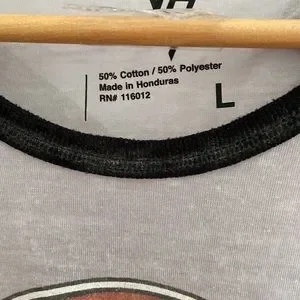 50% Cotton / 50% Polyester
Made in Honduras
RN# 116012
L